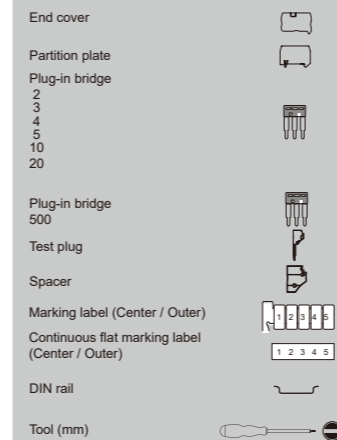 End cover
Partition plate
Plug-in bridge
2
3
4
5
10
20
Plug-in bridge
500
Test plug
Spacer
Marking label (Center / Outer)
1 2 3 4 5
Continuous flat marking label
(Center / Outer)
1 2 3 4 5
DIN rail
Tool (mm)